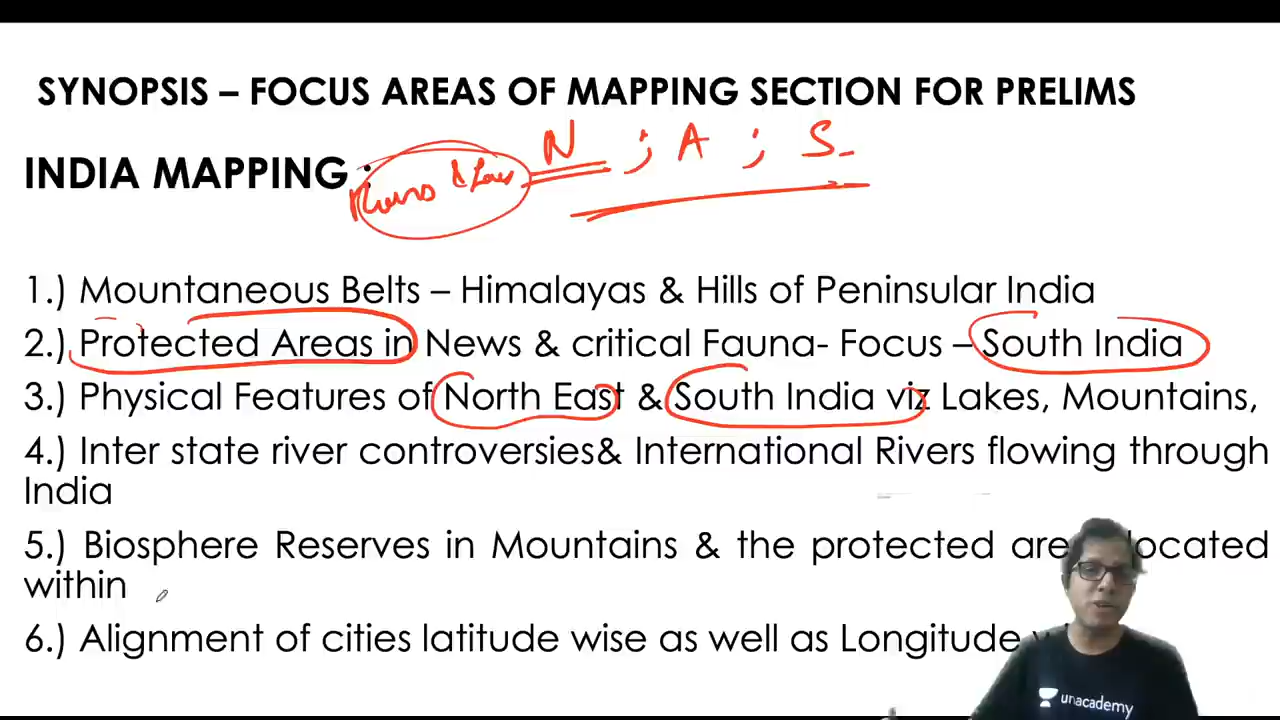 SYNOPSIS – FOCUS AREAS OF MAPPING SECTION FOR PRELIMS
N ; A ; S
INDIA MAPPING :
1.) Mountaneous Belts – Himalayas & Hills of Peninsular India
2.) Protected Areas in News & critical Fauna- Focus – South India
3.) Physical Features of North East & South India viz Lakes, Mountains,
4.) Inter state river controversies& International Rivers flowing through
India
5.) Biosphere Reserves in Mountains & the protected are located
within
6.) Alignment of cities latitude wise as well as Longitude
unacademy